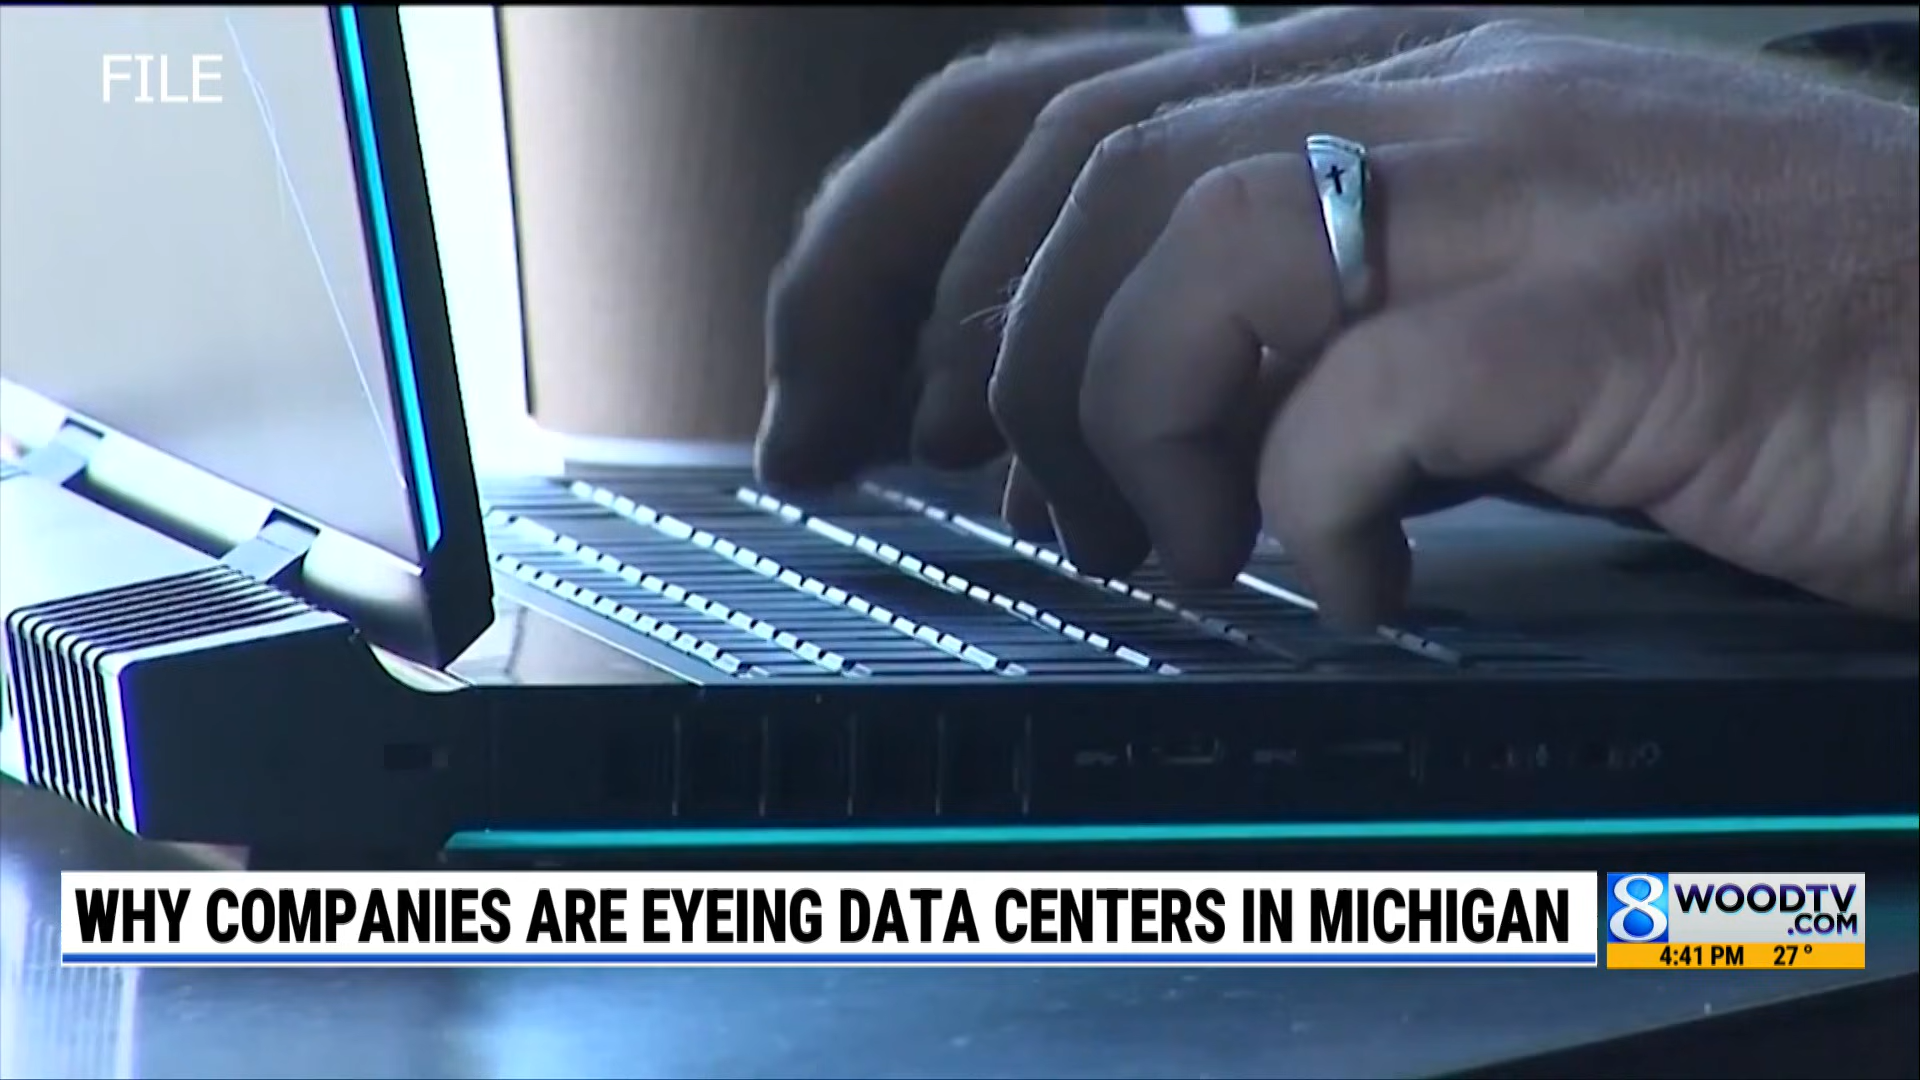 FILE
WHY COMPANIES ARE EYEING DATA CENTERS IN MICHIGAN
8 WOODTV
.COM
4:41 PM 27°